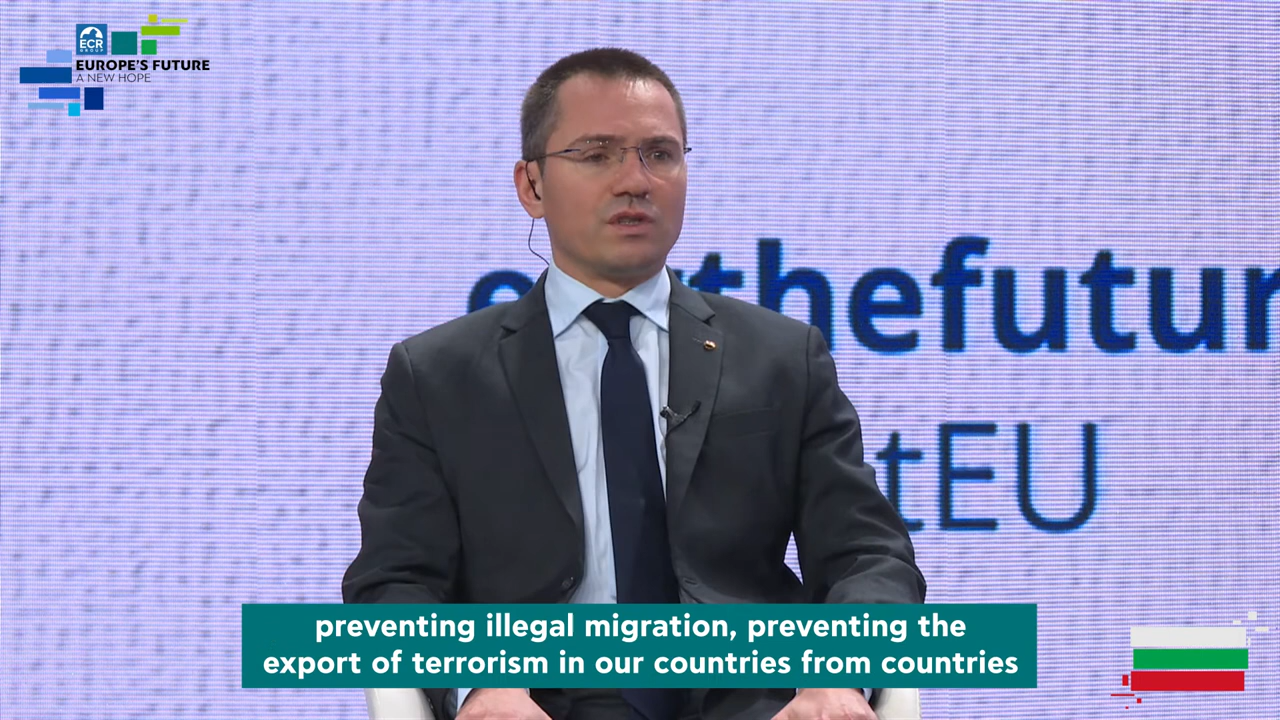 ECR
GROUP
EUROPE'S FUTURE
A NEW HOPE
thefutur
tEU
preventing illegal migration, preventing the
of terrorism in our countries from countries